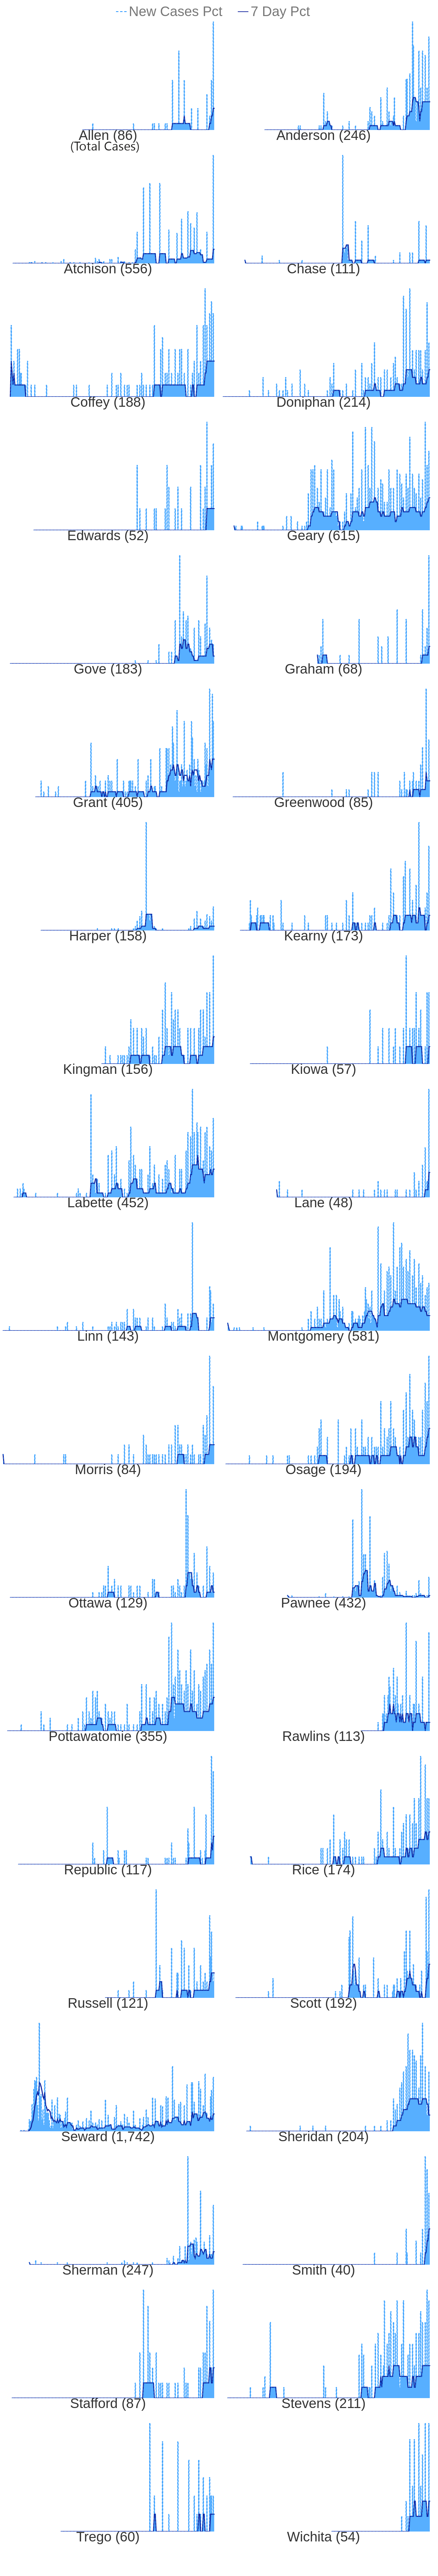 New Cases Pct 7 Day Pct
Allen (86) Anderson (246)
(Total Cases)
Atchison (556) Chase (111)
Coffey (188) Doniphan (214)
Edwards (52) Geary (615)
Gove (183) Graham (68)
Grant (405) Greenwood (85)
Harper (158) Kearny (173)
Kingman (156) Kiowa (57)
Labette (452) Lane (48)
Linn (143) Montgomery (581)
Morris (84) Osage (194)
Ottawa (129) Pawnee (432)
Pottawatomie (355) Rawlins (113)
Republic (117) Rice (174)
Russell (121) Scott (192)
Seward (1,742) Sheridan (204)
Sherman (247) Smith (40)
Stafford (87) Stevens (211)
Trego (60) Wichita (54)